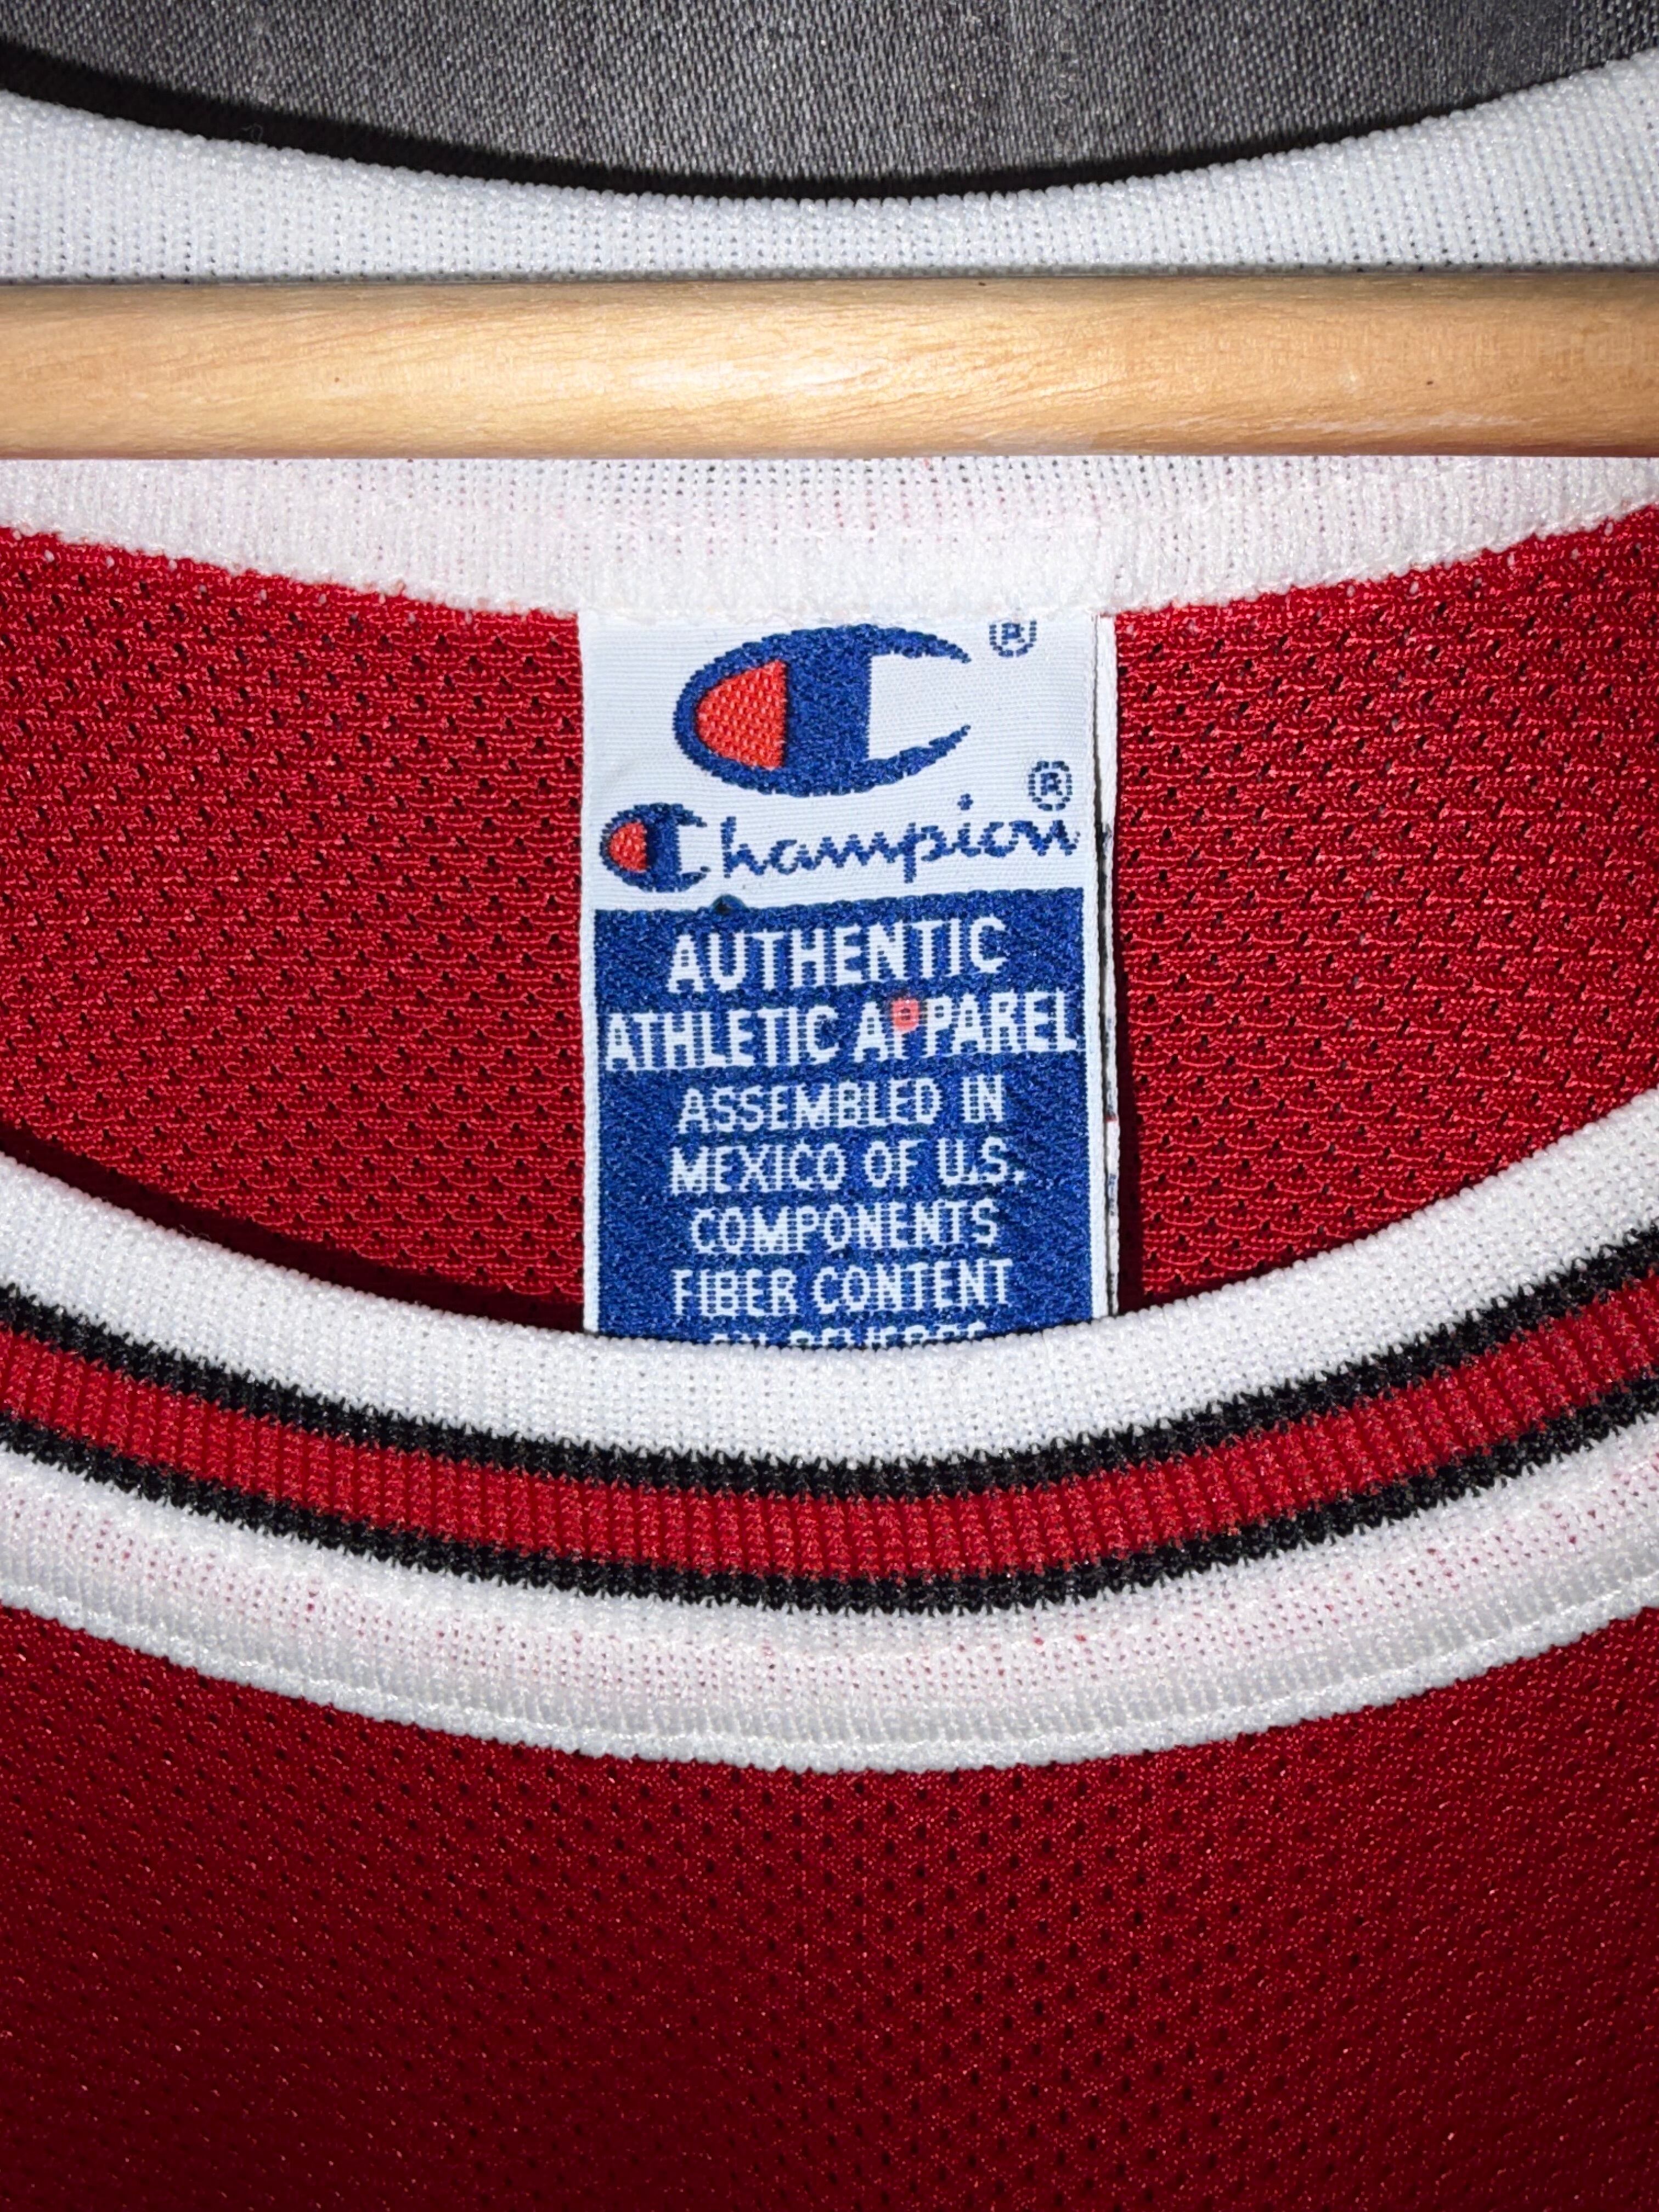 ®
Champion®
AUTHENTIC
ATHLETIC APPAREL
ASSEMBLED IN
MEXICO OF U.S.
COMPONENTS
FIBER CONTENT